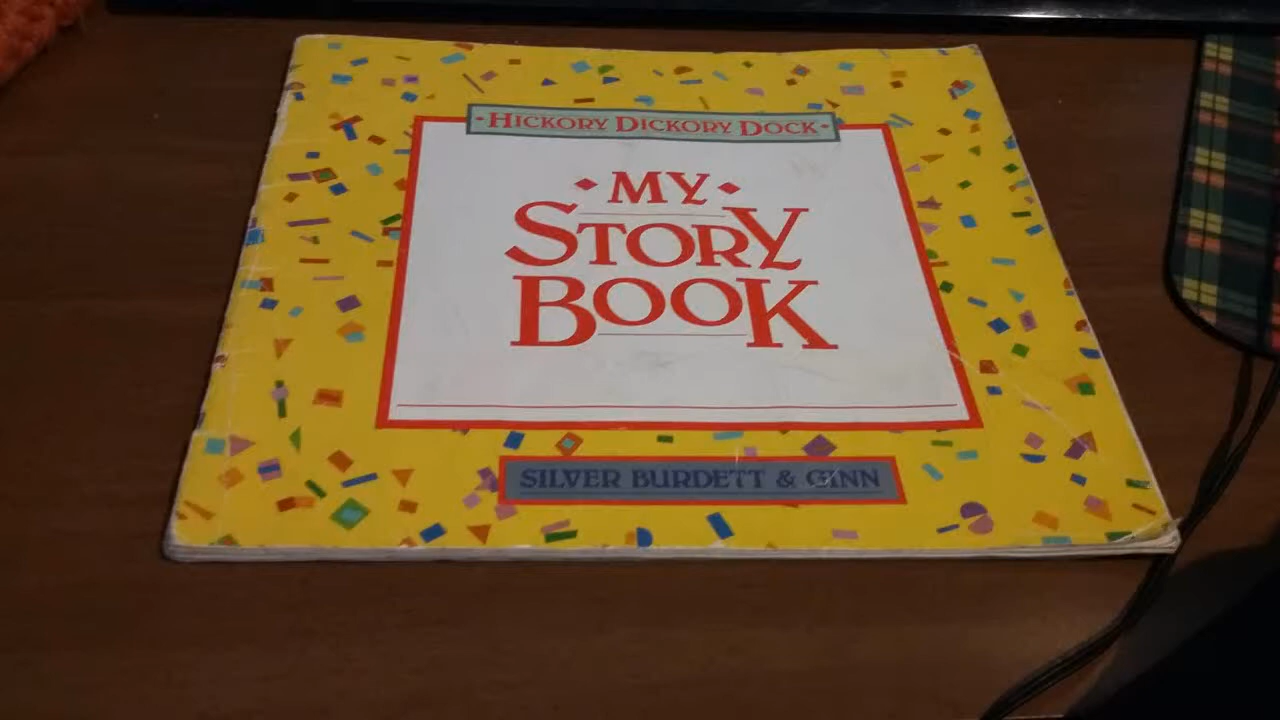 •HICKORY DICKORY DOCK•
MY
STORY
BOOK
SILVER BURDETT & GINN